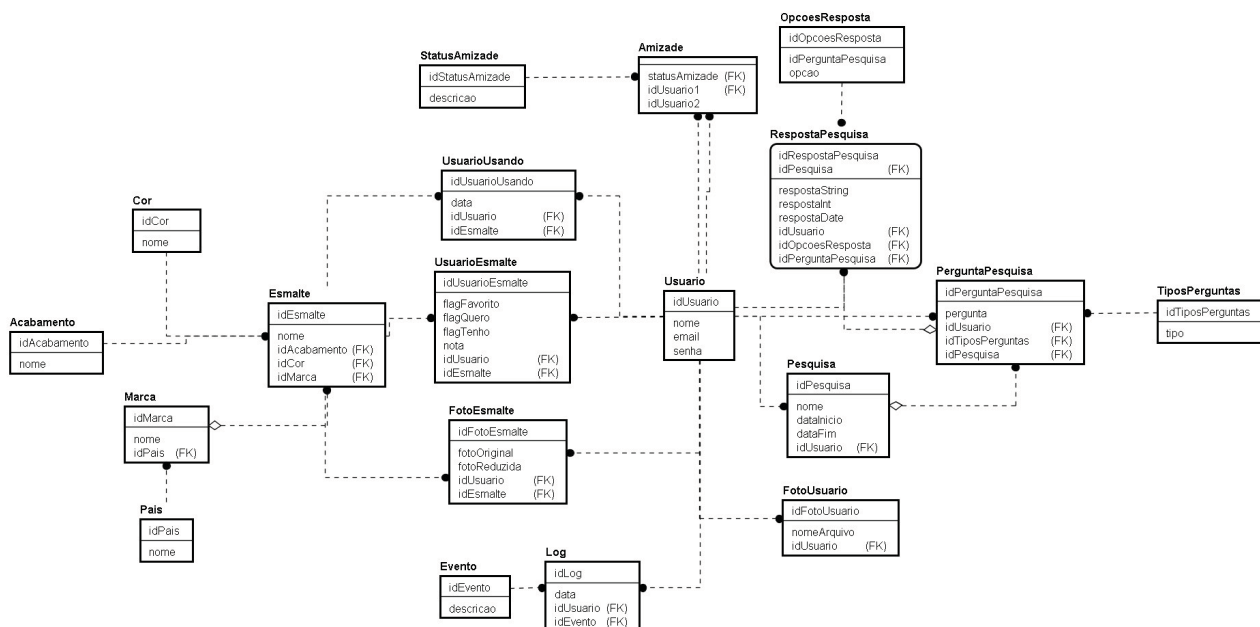 OpcoesResposta
idOpcoesResposta
idPerguntaPesquisa
opcao
Amizade
statusAmizade (FK)
idUsuario1 (FK)
idUsuario2
StatusAmizade
idStatusAmizade
descricao
RespostaPesquisa
idRespostaPesquisa
idPesquisa (FK)
respostaString
respostaInt
respostaDate
idUsuario (FK)
idOpcoesResposta (FK)
idPerguntaPesquisa (FK)
UsuarioUsando
idUsuarioUsando
data
idUsuario (FK)
idEsmalte (FK)
Cor
idCor
nome
UsuarioEsmalte
idUsuarioEsmalte
flagFavorito
flagQuero
flagTenho
nota
idUsuario (FK)
idEsmalte (FK)
Usuario
idUsuario
nome
email
senha
PerguntaPesquisa
idPerguntaPesquisa
pergunta
idUsuario (FK)
idTiposPerguntas (FK)
idPesquisa (FK)
TiposPerguntas
idTiposPerguntas
tipo
Esmalte
idEsmalte
nome
idAcabamento (FK)
idCor (FK)
idMarca (FK)
Acabamento
idAcabamento
nome
Pesquisa
idPesquisa
nome
dataInicio
dataFim
idUsuario (FK)
Marca
idMarca
nome
idPais (FK)
FotoEsmalte
idFotoEsmalte
fotoOriginal
fotoReduzida
idUsuario (FK)
idEsmalte (FK)
FotoUsuario
idFotoUsuario
nomeArquivo
idUsuario (FK)
Pais
idPais
nome
Evento
idEvento
descricao
Log
idLog
data
idUsuario (FK)
idEvento (FK)